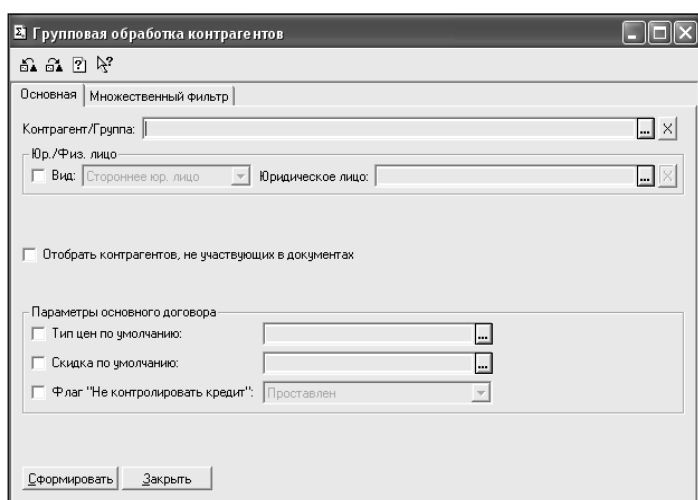 Групповая обработка контрагентов
Основная Множественный фильтр
Контрагент/Группа: ... X
Юр./Физ. лицо
Вид: Стороннее юр. лицо Юридическое лицо: ... X
Отобрать контрагентов, не участвующих в документах
Параметры основного договора
Тип цен по умолчанию: ...
Скидка по умолчанию: ...
Флаг "Не контролировать кредит": Проставлен
Сформировать Закрыть